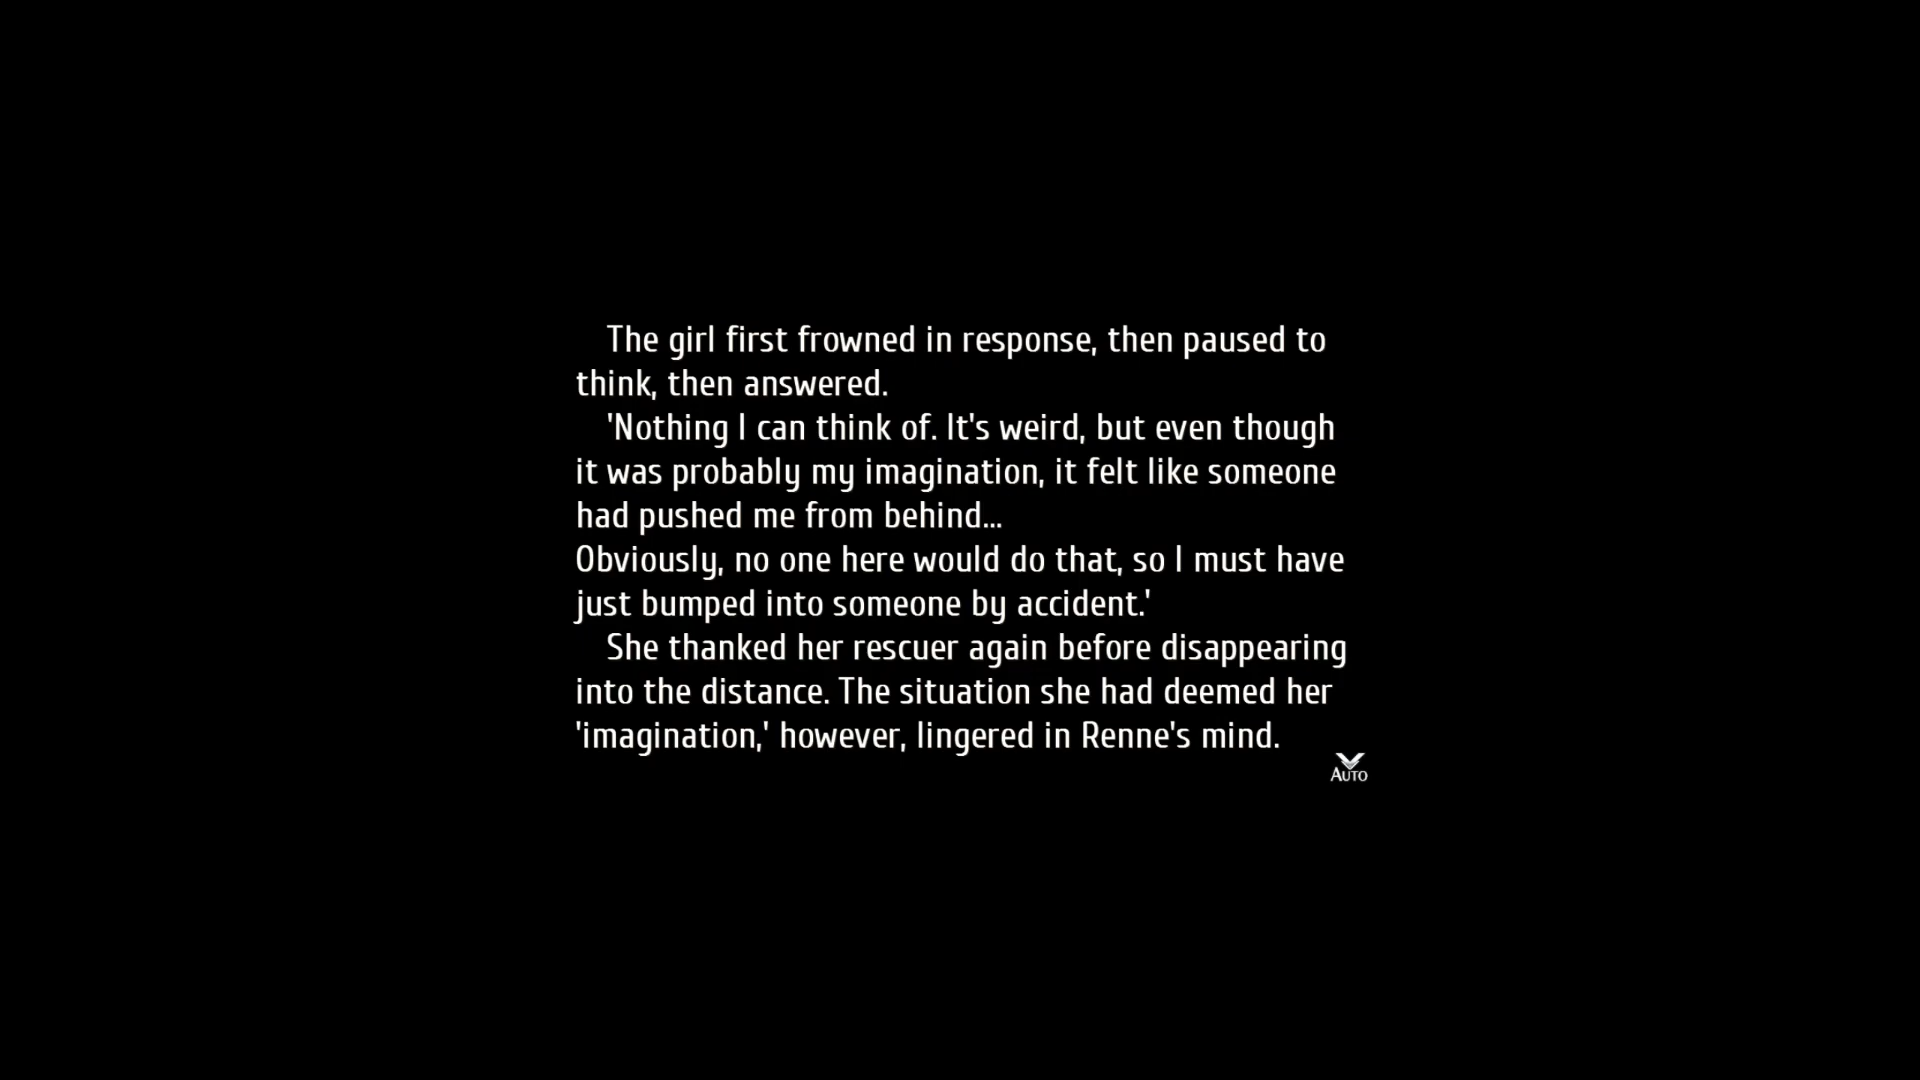 The girl first frowned in response, then paused to
think, then answered.
'Nothing I can think of. It's weird, but even though
it was probably my imagination, it felt like someone
had pushed me from behind...
Obviously, no one here would do that, so I must have
just bumped into someone by accident.'
She thanked her rescuer again before disappearing
into the distance. The situation she had deemed her
'imagination,' however, lingered in Renne's mind.
AUTO